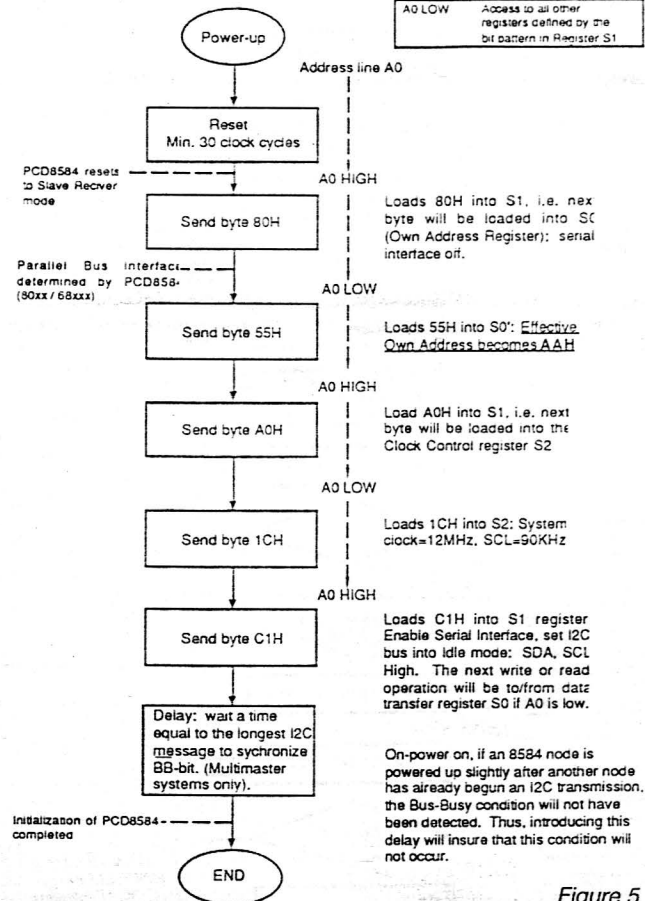 A0 LOW Access to all other
registers defined by the
bit pattern in Register S1
Power-up
Address line A0
Reset
Min. 30 clock cycles
PCD8584 resets
to Slave Reciver
mode
A0 HIGH
Send byte 80H
Loads 80H into S1, i.e. nex
byte will be loaded into S0
(Own Address Register); serial
interface off.
Parallel Bus interface
determined by PCD858
(80xx / 68xxx)
A0 LOW
Send byte 55H
Loads 55H into S0': Effective
Own Address becomes AAH
A0 HIGH
Send byte A0H
Load A0H into S1, i.e. next
byte will be loaded into the
Clock Control register S2
A0 LOW
Send byte 1CH
Loads 1CH into S2: System
clock=12MHz, SCL=90KHz
A0 HIGH
Send byte C1H
Loads C1H into S1 register
Enable Serial Interface, set I2C
bus into Idle mode: SDA, SCL
High. The next write or read
operation will be to/from data
transfer register S0 if A0 is low.
Delay: wait a time
equal to the longest I2C
message to sychronize
BB-bit. (Multimaster
systems only).
On-power on, if an 8584 node is
powered up slightly after another node
has already begun an I2C transmission,
the Bus-Busy condition will not have
been detected. Thus, introducing this
delay will insure that this condition will
not occur.
Initialization of PCD8584
completed
END
Figure 5